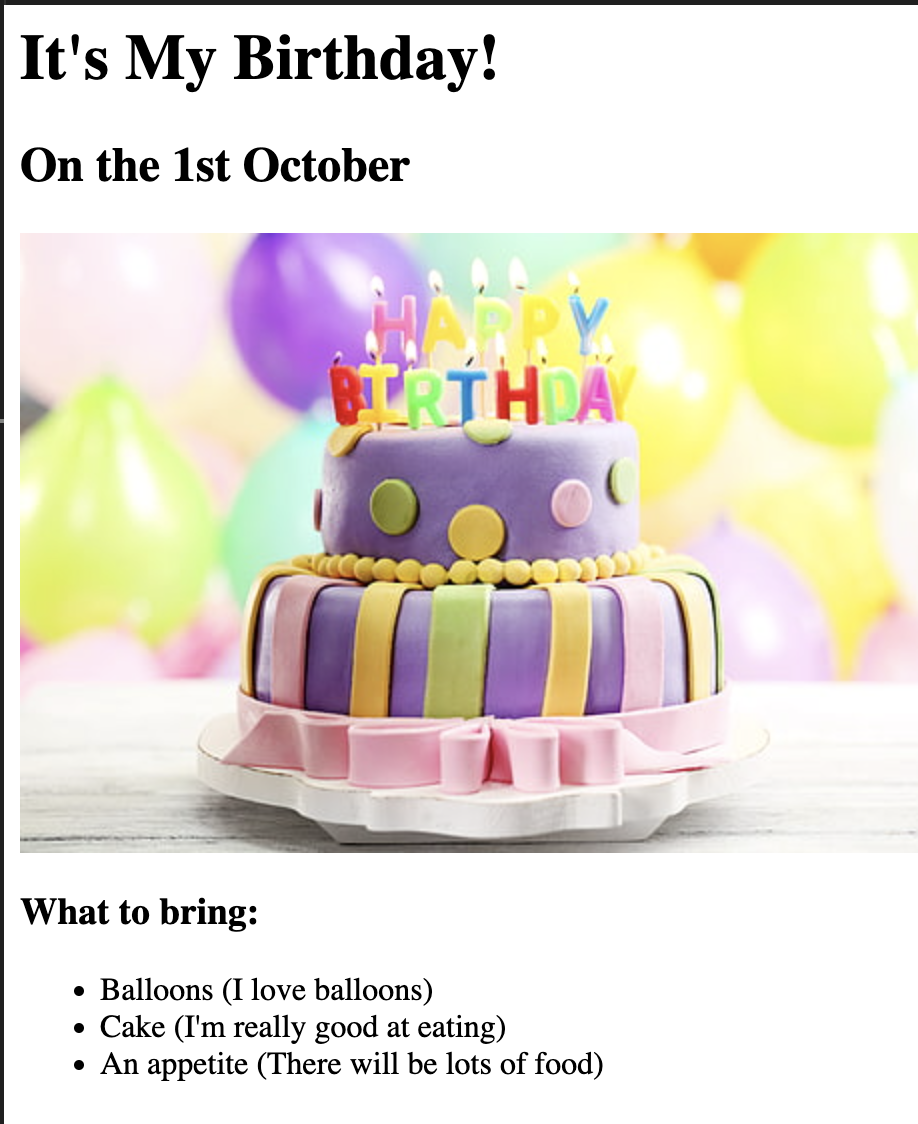 It's My Birthday!
On the 1st October
HAPPY
BIRTHDAY
What to bring:
Balloons (I love balloons)
Cake (I'm really good at eating)
An appetite (There will be lots of food)